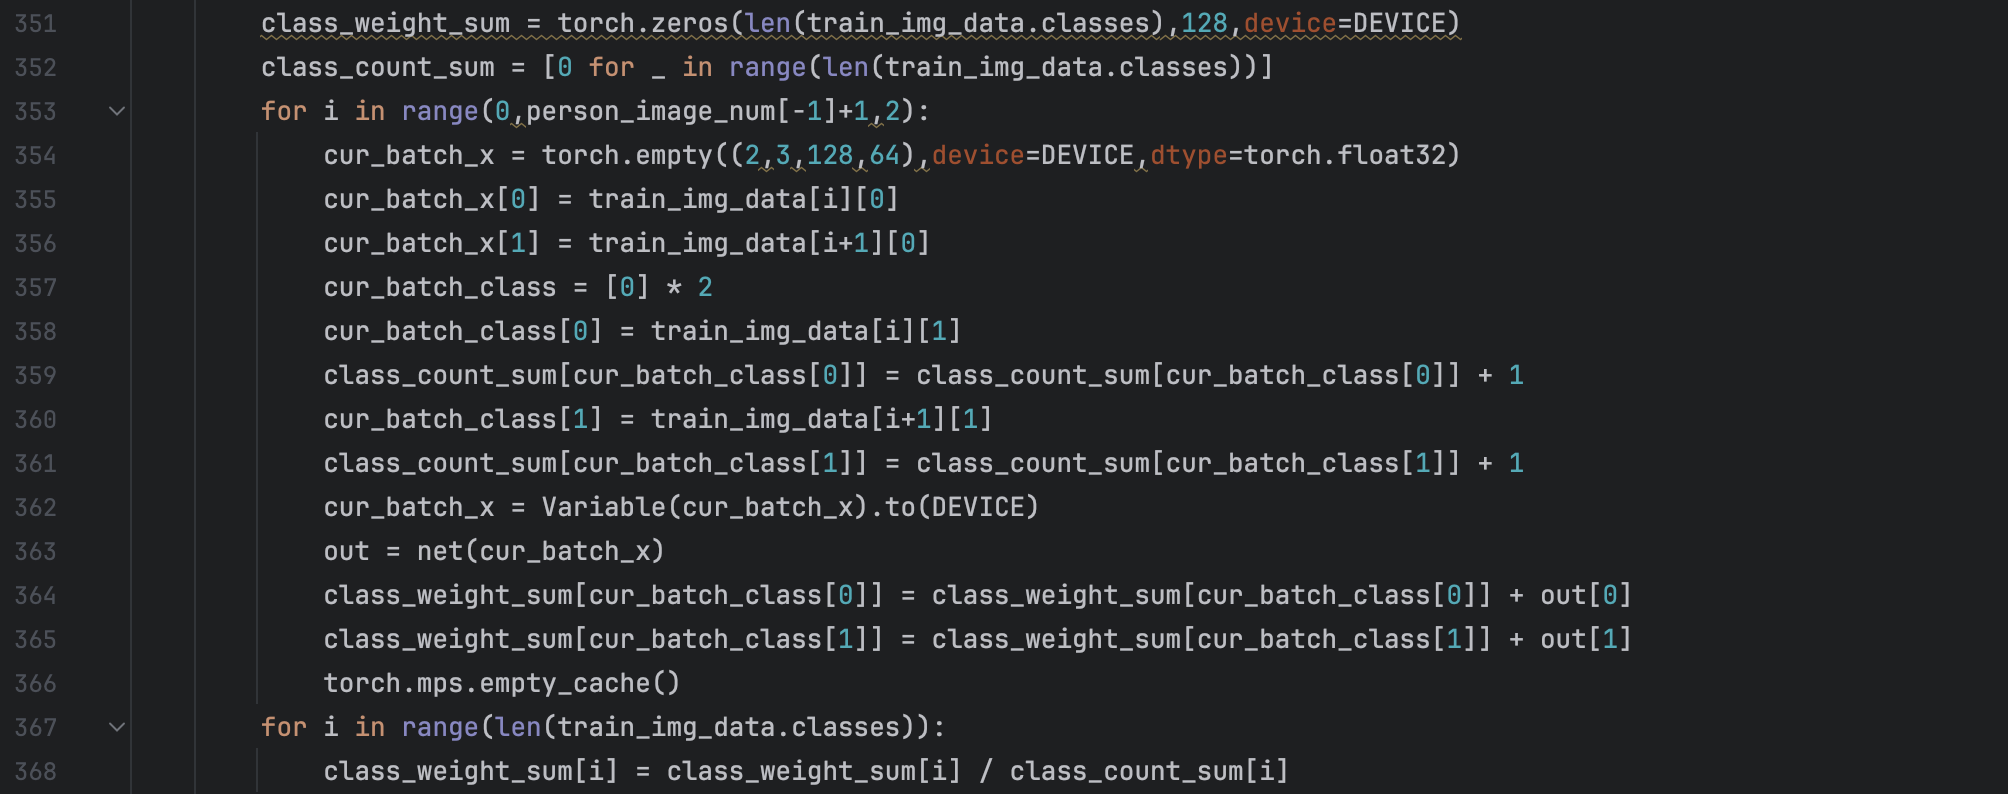 351 class_weight_sum = torch.zeros(len(train_img_data.classes),128,device=DEVICE)
352 class_count_sum = [0 for _ in range(len(train_img_data.classes))]
353 for i in range(0,person_image_num[-1]+1,2):
354 cur_batch_x = torch.empty((2,3,128,64),device=DEVICE,dtype=torch.float32)
355 cur_batch_x[0] = train_img_data[i][0]
356 cur_batch_x[1] = train_img_data[i+1][0]
357 cur_batch_class = [0] * 2
358 cur_batch_class[0] = train_img_data[i][1]
359 class_count_sum[cur_batch_class[0]] = class_count_sum[cur_batch_class[0]] + 1
360 cur_batch_class[1] = train_img_data[i+1][1]
361 class_count_sum[cur_batch_class[1]] = class_count_sum[cur_batch_class[1]] + 1
362 cur_batch_x = Variable(cur_batch_x).to(DEVICE)
363 out = net(cur_batch_x)
364 class_weight_sum[cur_batch_class[0]] = class_weight_sum[cur_batch_class[0]] + out[0]
365 class_weight_sum[cur_batch_class[1]] = class_weight_sum[cur_batch_class[1]] + out[1]
366 torch.mps.empty_cache()
367 for i in range(len(train_img_data.classes)):
368 class_weight_sum[i] = class_weight_sum[i] / class_count_sum[i]